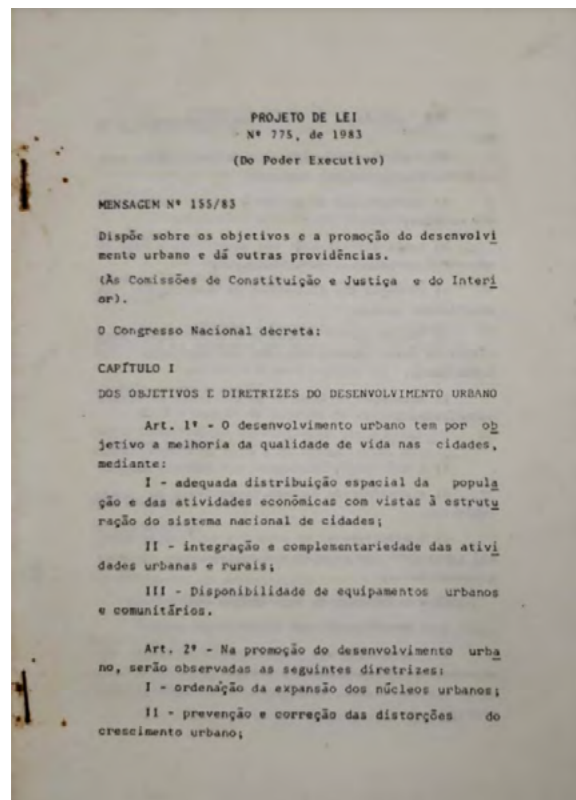 PROJETO DE LEI
Nº 775, de 1983
(Do Poder Executivo)
MENSAGEM Nº 155/83
Dispõe sobre os objetivos e a promoção do desenvolvi
mento urbano e dá outras providências.
(Às Comissões de Constituição e Justiça e do Interi
or).
O Congresso Nacional decreta:
CAPÍTULO I
DOS OBJETIVOS E DIRETRIZES DO DESENVOLVIMENTO URBANO
Art. 1º - O desenvolvimento urbano tem por ob
jetivo a melhoria da qualidade de vida nas cidades,
mediante:
I - adequada distribuição espacial da popula
ção e das atividades econômicas com vistas à estrutu
ração do sistema nacional de cidades;
II - integração e complementariedade das ativi
dades urbanas e rurais;
III - Disponibilidade de equipamentos urbanos
e comunitários.
Art. 2º - Na promoção do desenvolvimento urba
no, serão observadas as seguintes diretrizes:
I - ordenação da expansão dos núcleos urbanos;
II - prevenção e correção das distorções do
crescimento urbano;